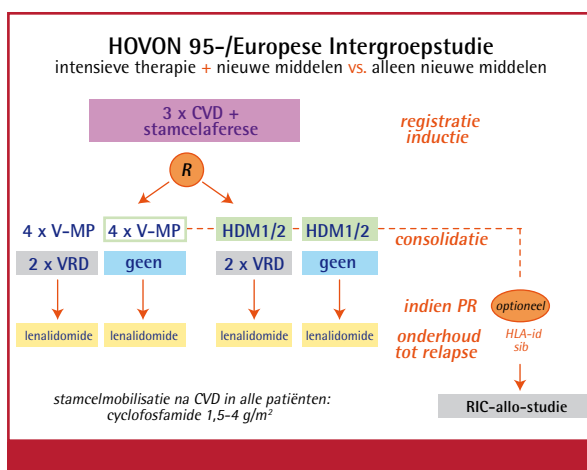 HOVON 95-/Europese Intergroepstudie
intensieve therapie + nieuwe middelen vs. alleen nieuwe middelen
3 x CVD +
stamcelaferese
registratie
inductie
R
4 x V-MP
4 x V-MP
HDM1/2
HDM1/2
consolidatie
2 x VRD
geen
2 x VRD
geen
indien PR
optioneel
lenalidomide
lenalidomide
lenalidomide
lenalidomide
onderhoud
tot relapse
HLA-id
sib
stamcelmobilisatie na CVD in alle patiënten:
cyclofosfamide 1,5-4 g/m²
RIC-allo-studie